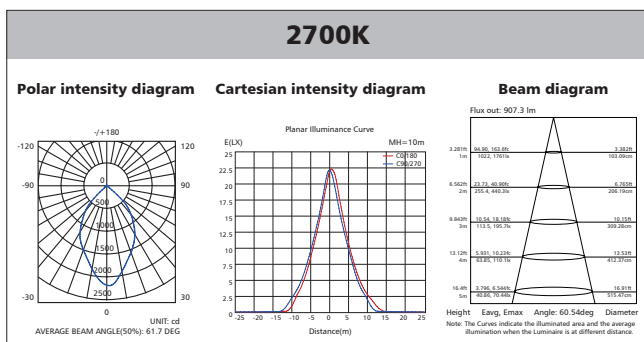 2700K
Polar intensity diagram
Cartesian intensity diagram
Beam diagram
-/+180
-120
120
-90
90
-30
30
0
0
500
1000
1500
2000
2500
UNIT: cd
AVERAGE BEAM ANGLE(50%): 61.7 DEG
Planar Illuminance Curve
E(LX)
MH=10m
C0/180
C90/270
25
22.5
20
17.5
15
12.5
10
7.5
5
2.5
0
-25 -20 -15 -10 -5 0 5 10 15 20 25
Distance(m)
Flux out: 907.3 lm
3.281ft 94.90, 163.6fc 3.382ft
1m 1022, 1761lx 103.09cm
6.562ft 23.73, 40.90fc 6.765ft
2m 255.4, 440.3lx 206.19cm
9.843ft 10.54, 18.18fc 10.15ft
3m 113.5, 195.7lx 309.28cm
13.12ft 5.931, 10.23fc 13.53ft
4m 63.85, 110.1lx 412.37cm
16.4ft 3.796, 6.544fc 16.91ft
5m 40.86, 70.44lx 515.47cm
Height Eavg, Emax Angle: 60.54deg Diameter
Note: The Curves indicate the illuminated area and the average
illumination when the Luminaire is at different distance.